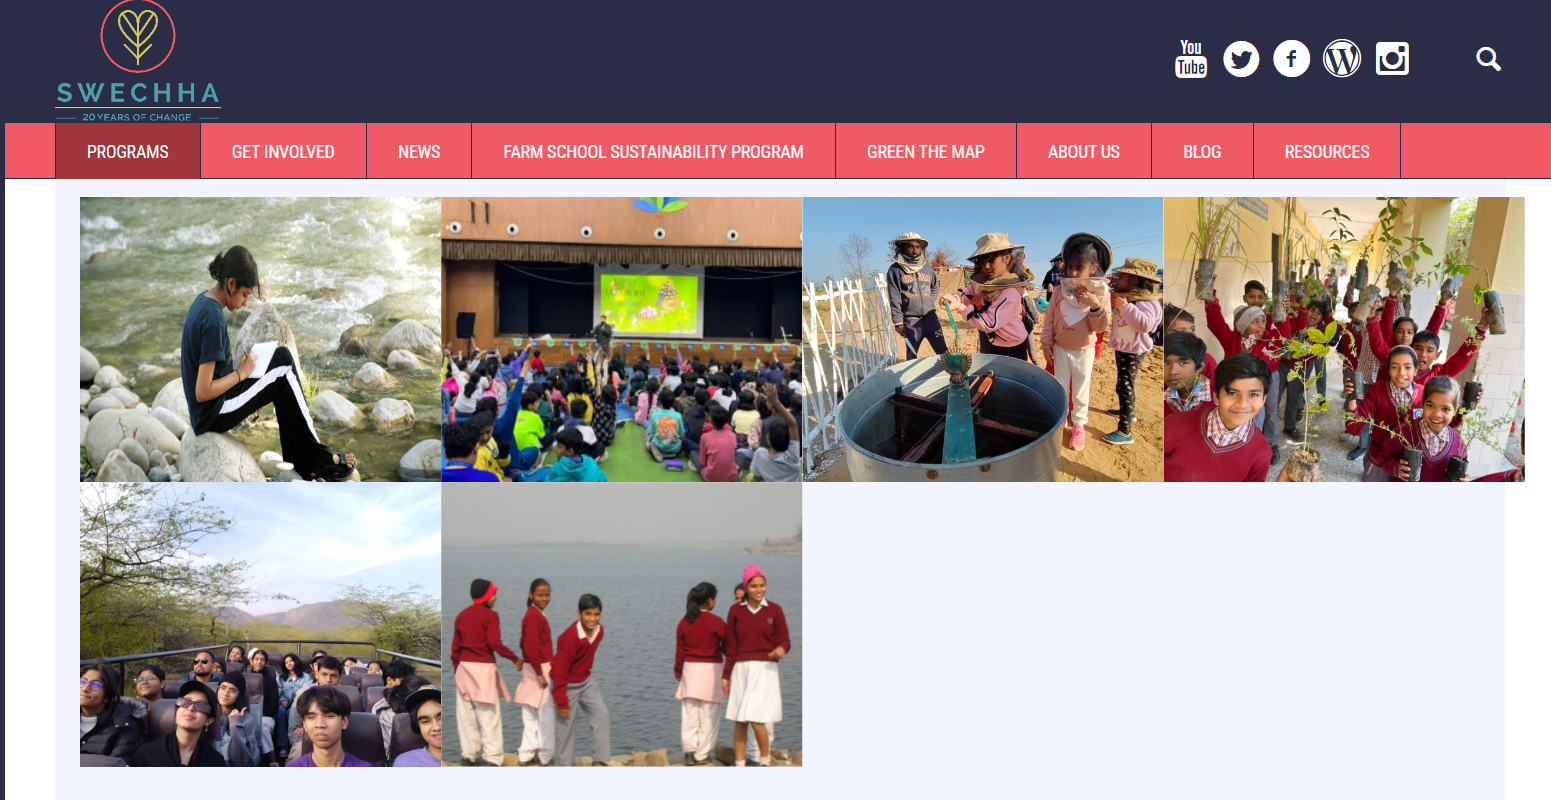 SWECHHA
20 YEARS OF CHANGE
You
Tube
PROGRAMS
GET INVOLVED
NEWS
FARM SCHOOL SUSTAINABILITY PROGRAM
GREEN THE MAP
ABOUT US
BLOG
RESOURCES